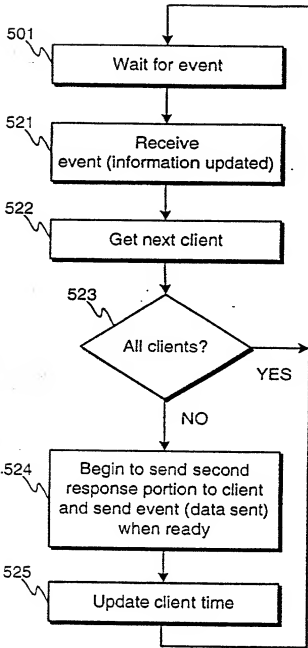 501
Wait for event
521
Receive
event (information updated)
522
Get next client
523
All clients?
YES
NO
524
Begin to send second
response portion to client
and send event (data sent)
when ready
525
Update client time